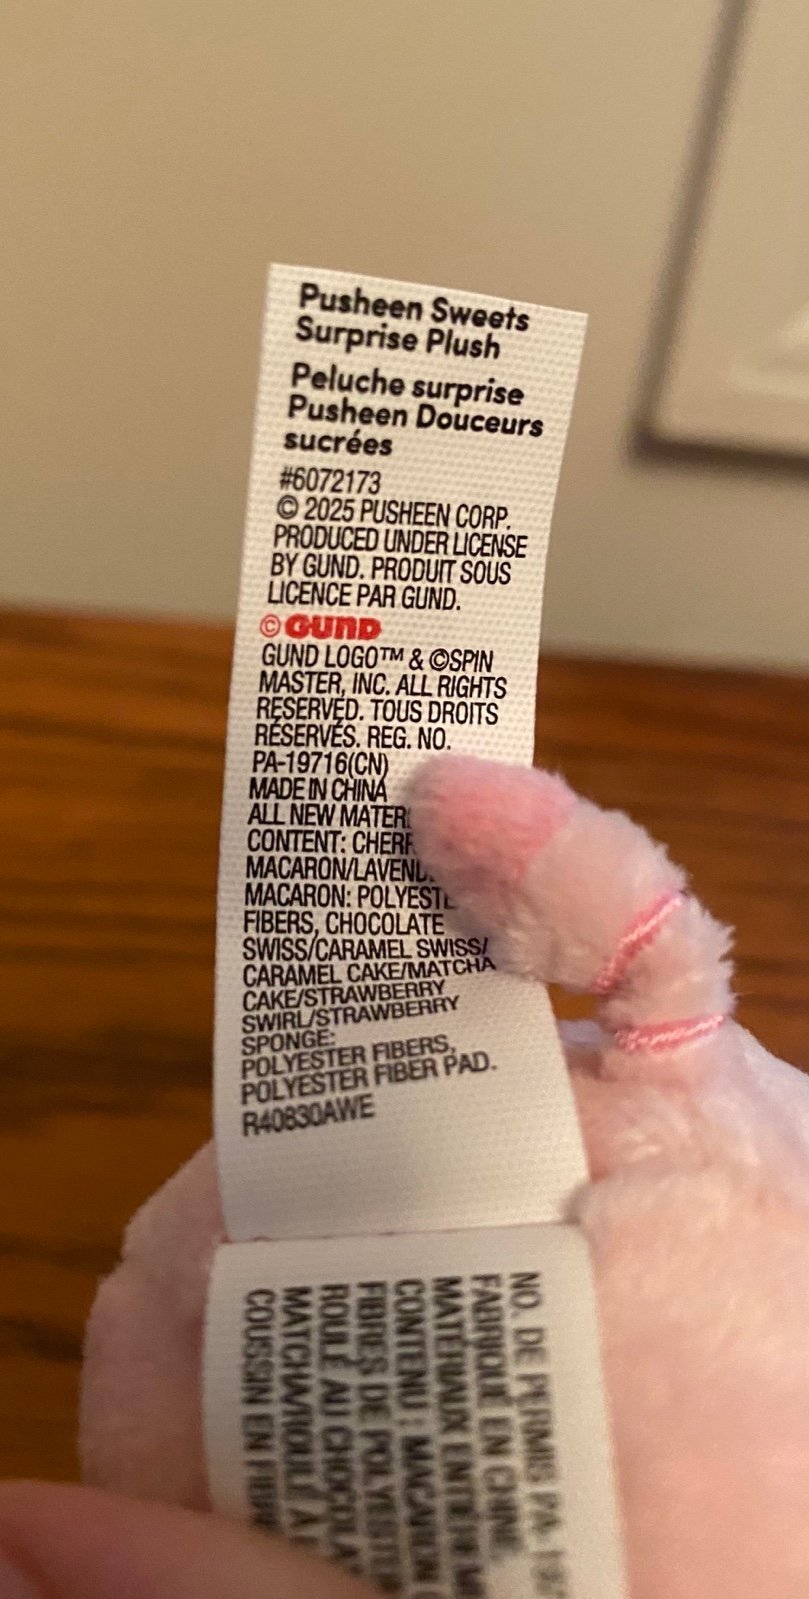 Pusheen Sweets
Surprise Plush
Peluche surprise
Pusheen Douceurs
sucrées
#6072173
© 2025 PUSHEEN CORP.
PRODUCED UNDER LICENSE
BY GUND. PRODUIT SOUS
LICENCE PAR GUND.
© GUND
GUND LOGO™ & ©SPIN
MASTER, INC. ALL RIGHTS
RESERVED. TOUS DROITS
RÉSERVÉS. REG. NO.
PA-19716(CN)
MADE IN CHINA
ALL NEW
CONTENT:
MACARON
MACARON:
FIBERS, CHOCOLATE
SWISS/CARAMEL SWISS/
CARAMEL CAKE/MATCHA
CAKE/STRAWBERRY
SWIRL/STRAWBERRY
SPONGE:
POLYESTER FIBERS,
POLYESTER FIBER PAD.
R40830AWE
NO. DE PERMIS
FABRIQUÉ EN CHINE.
MATÉRIAUX
CONTENU : MACARON
FIBRES DE
ROULÉ AU
COUSSIN EN